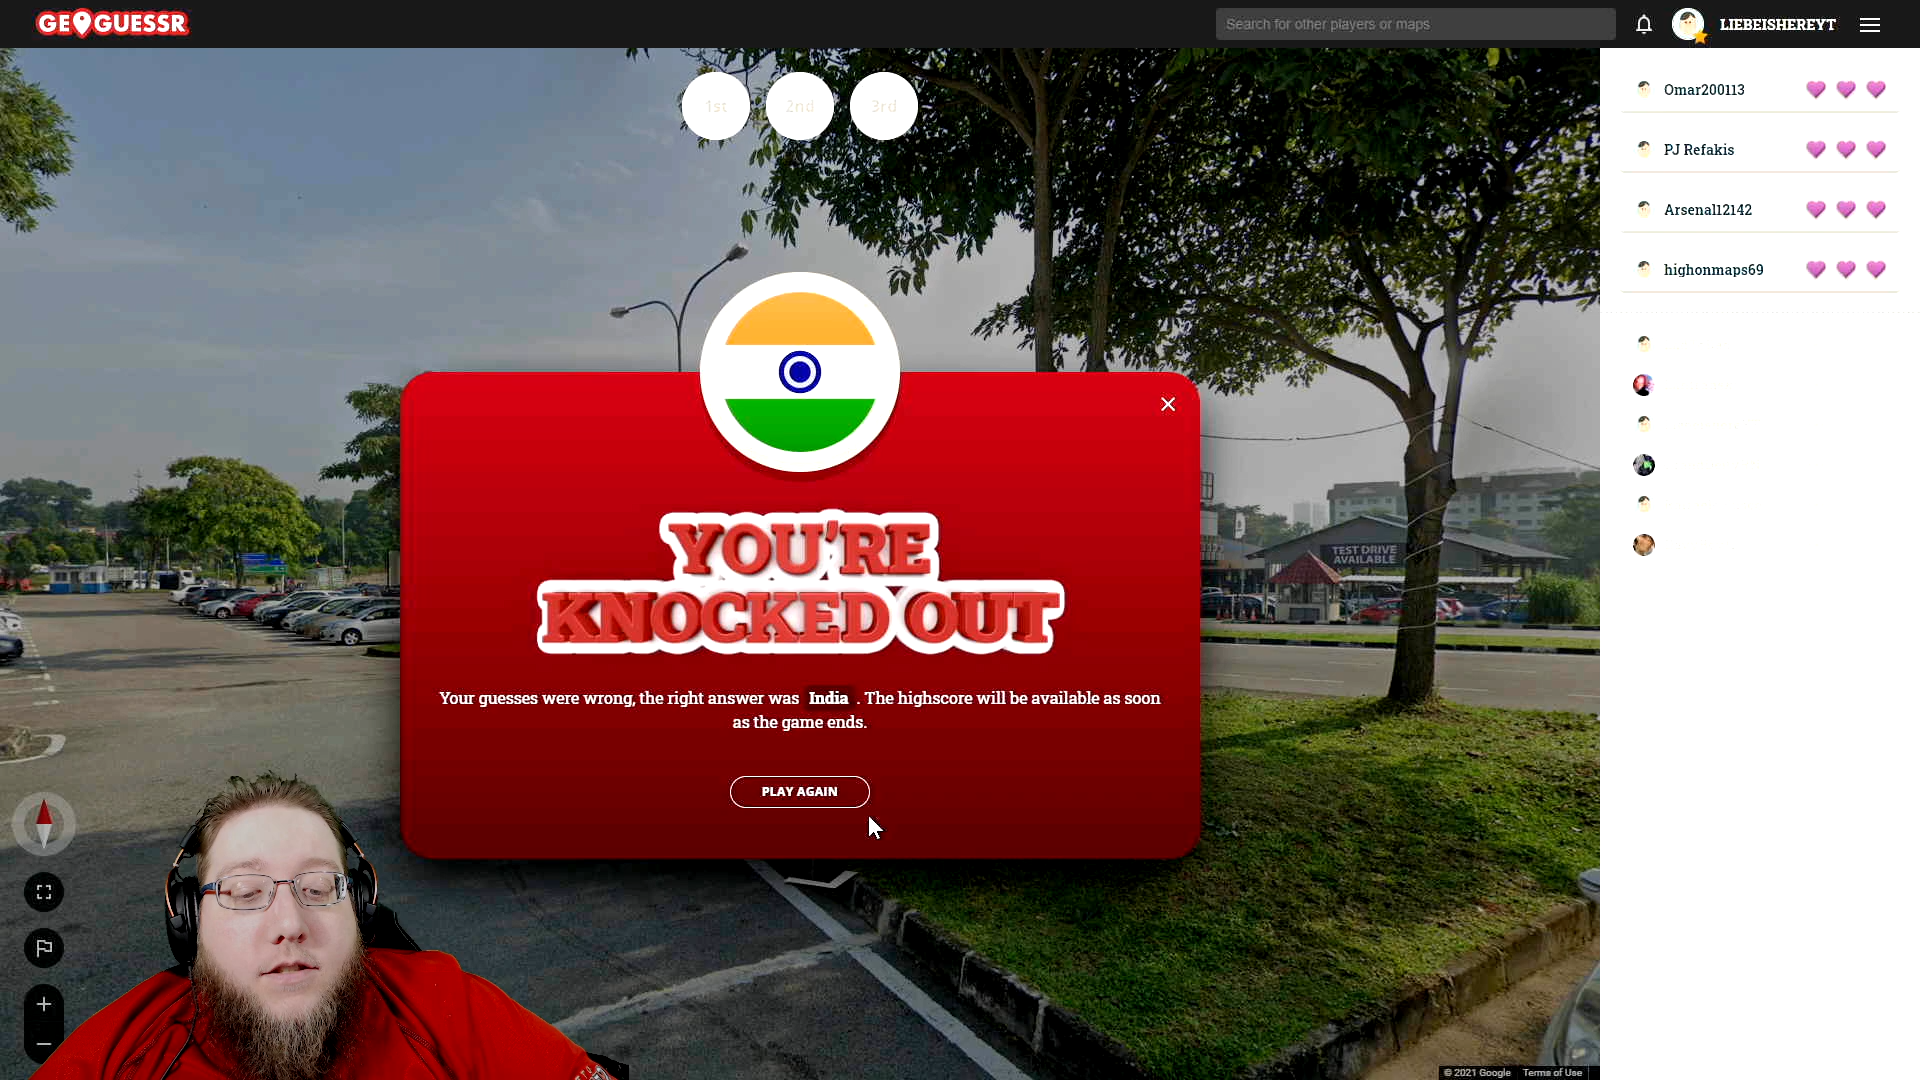 GEOGUESSR
Search for other players or maps
LIEBEISHEREYT
1st 2nd 3rd
Omar200113
PJ Refakis
Arsenal12142
highonmaps69
TEST DRIVE
AVAILABLE
YOU'RE
KNOCKED OUT
Your guesses were wrong, the right answer was India . The highscore will be available as soon
as the game ends.
PLAY AGAIN
© 2021 Google Terms of Use